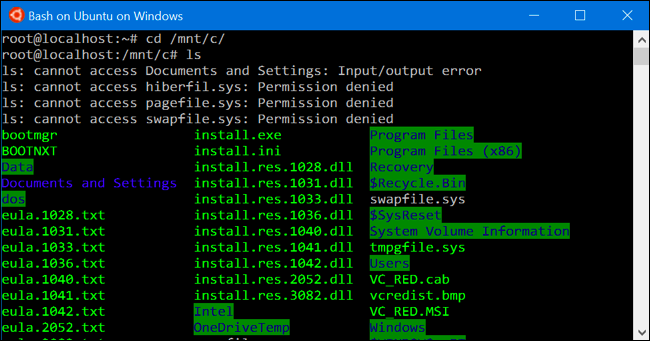 Bash on Ubuntu on Windows
root@localhost:~# cd /mnt/c/
root@localhost:/mnt/c# ls
ls: cannot access Documents and Settings: Input/output error
ls: cannot access hiberfil.sys: Permission denied
ls: cannot access pagefile.sys: Permission denied
ls: cannot access swapfile.sys: Permission denied
bootmgr install.exe Program Files
BOOTNXT install.ini Program Files (x86)
Data install.res.1028.dll Recovery
Documents and Settings install.res.1031.dll $Recycle.Bin
dos install.res.1033.dll swapfile.sys
eula.1028.txt install.res.1036.dll $SysReset
eula.1031.txt install.res.1040.dll System Volume Information
eula.1033.txt install.res.1041.dll tmpgfile.sys
eula.1036.txt install.res.1042.dll Users
eula.1040.txt install.res.2052.dll VC_RED.cab
eula.1041.txt install.res.3082.dll vcredist.bmp
eula.1042.txt Intel VC_RED.MSI
eula.2052.txt OneDriveTemp Windows